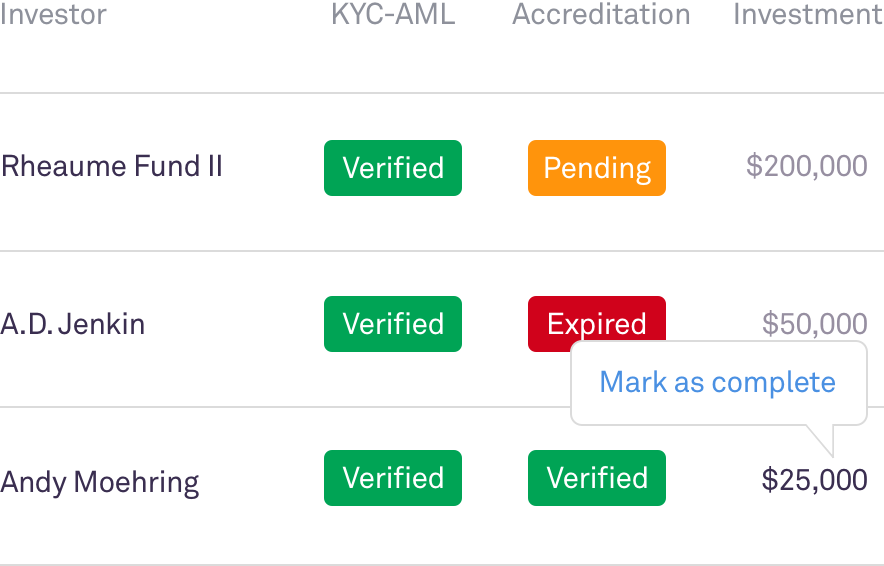 Investor KYC-AML Accreditation Investment
Rheaume Fund II Verified Pending $200,000
A.D. Jenkin Verified Expired $50,000
Mark as complete
Andy Moehring Verified Verified $25,000